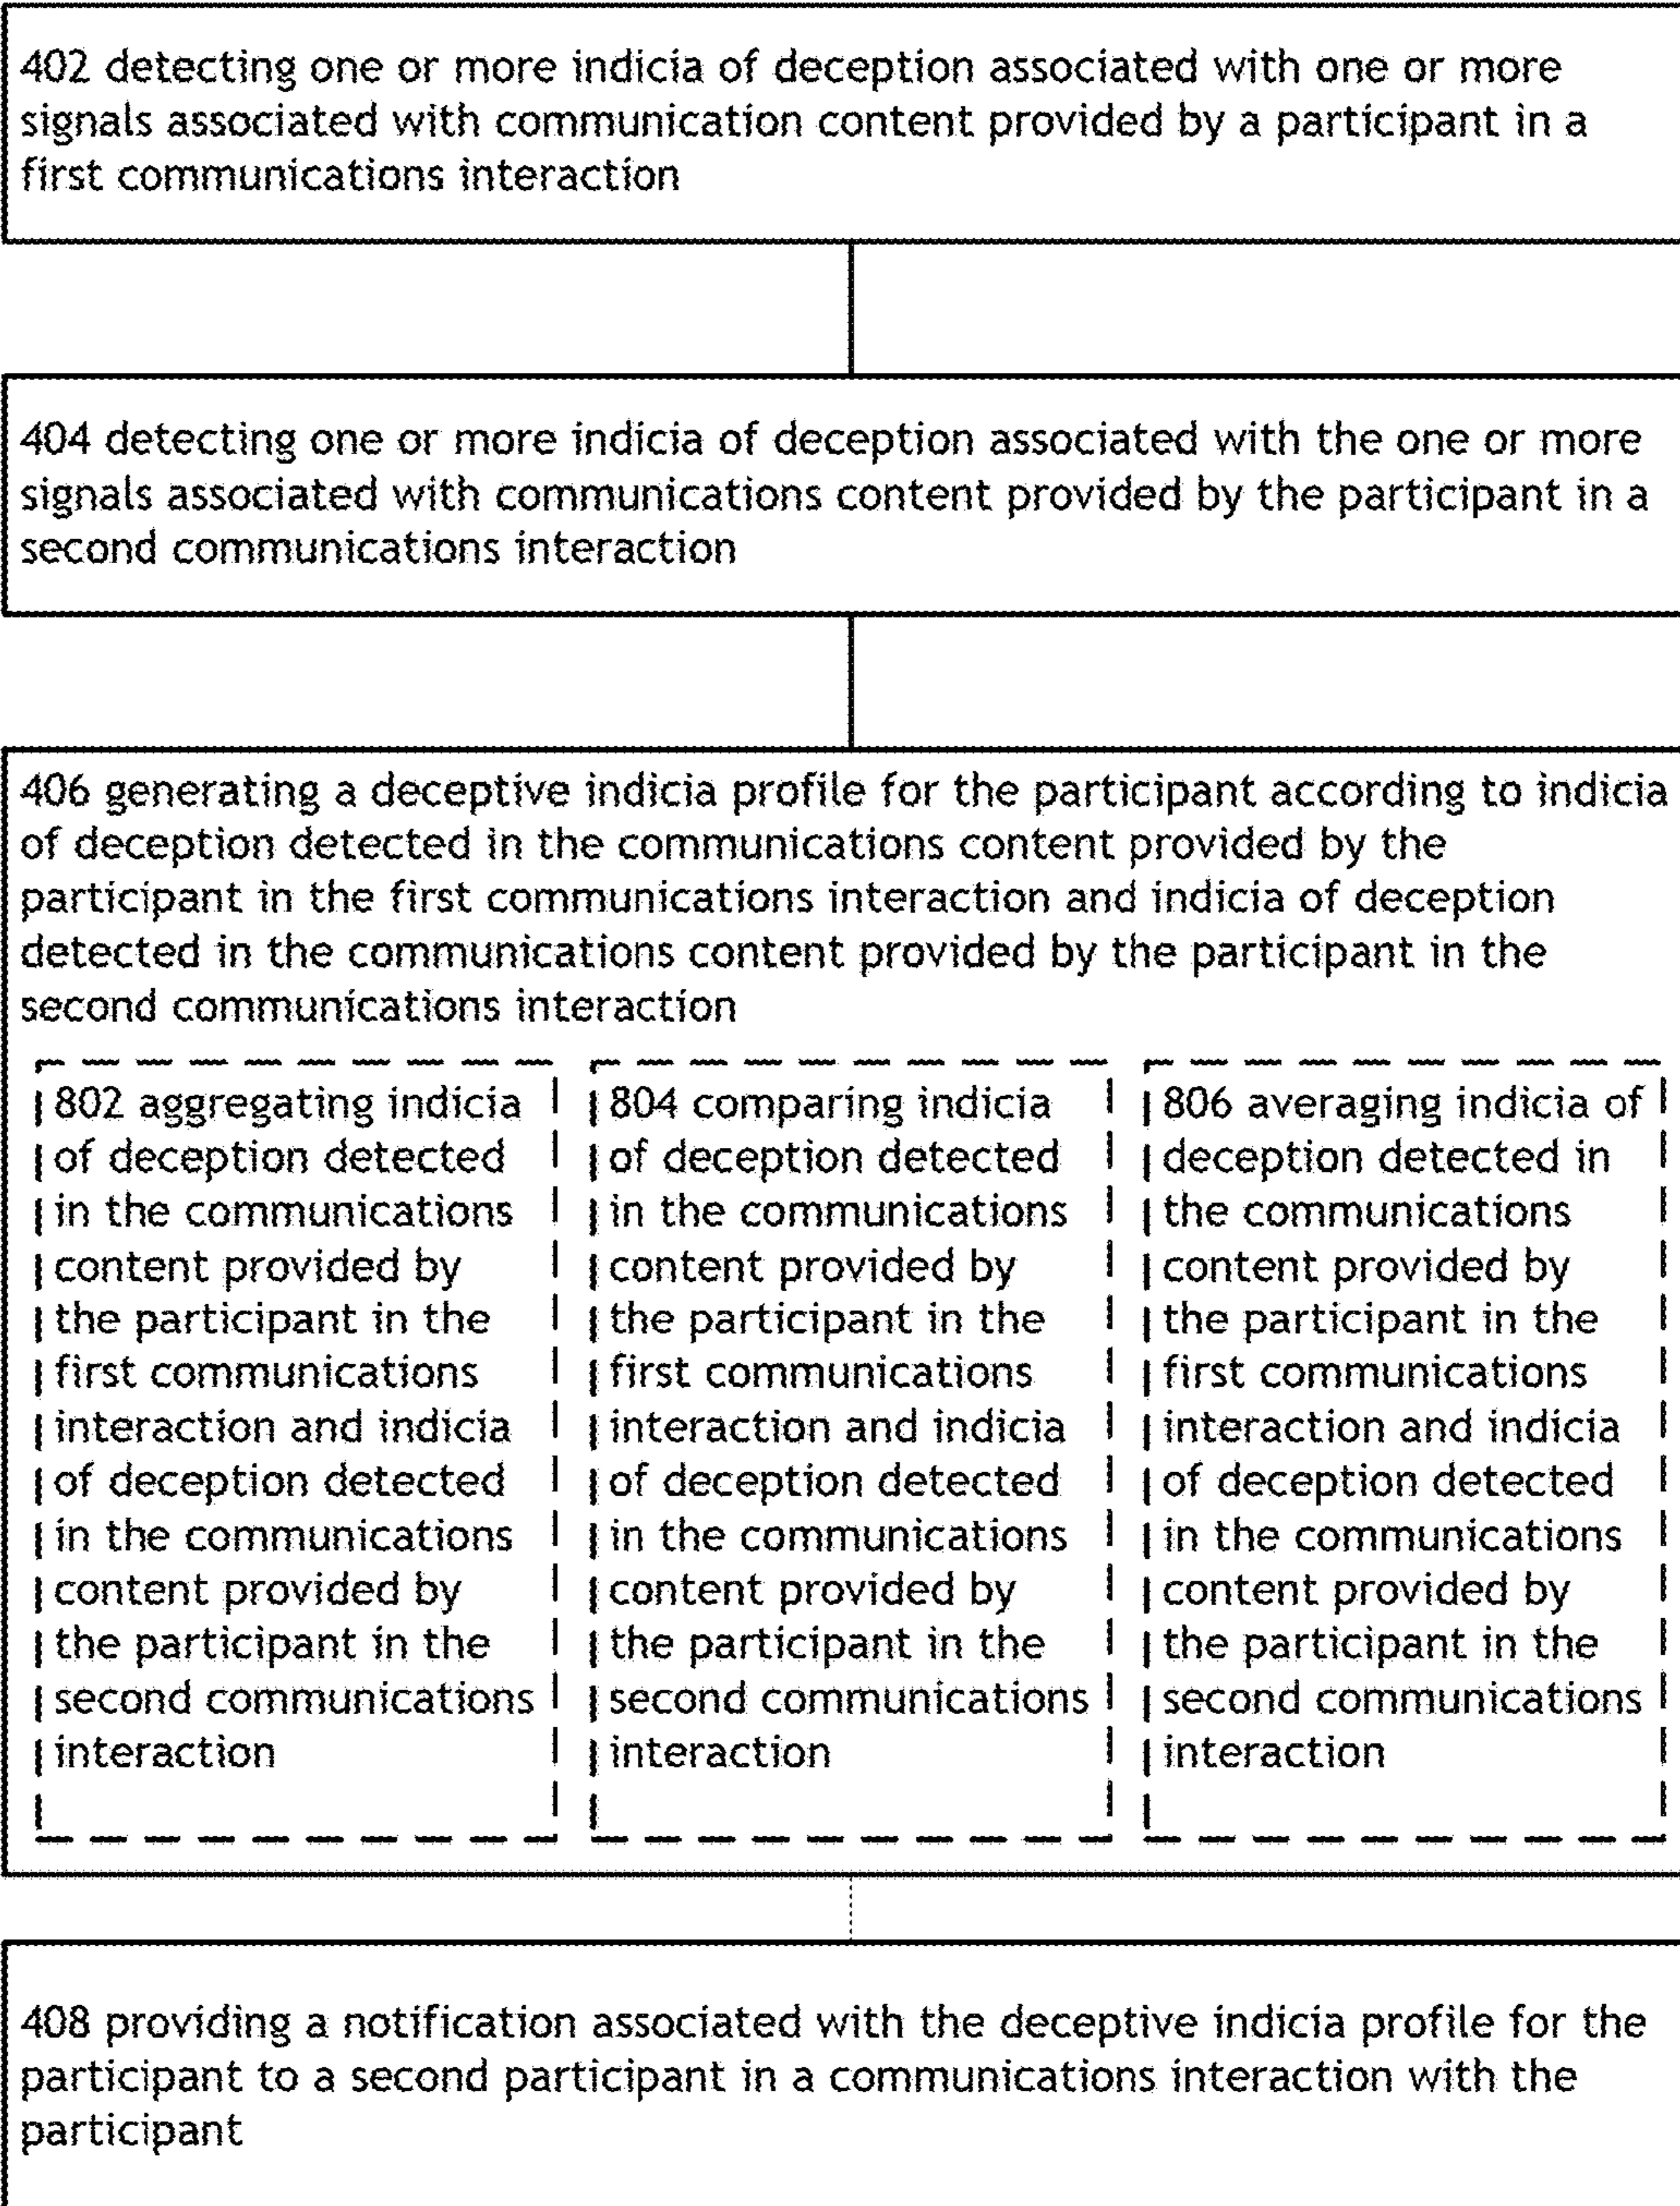 402 detecting one or more indicia of deception associated with one or more
signals associated with communication content provided by a participant in a
first communications interaction
404 detecting one or more indicia of deception associated with the one or more
signals associated with communications content provided by the participant in a
second communications interaction
406 generating a deceptive indicia profile for the participant according to indicia
of deception detected in the communications content provided by the
participant in the first communications interaction and indicia of deception
detected in the communications content provided by the participant in the
second communications interaction
802 aggregating indicia
of deception detected
in the communications
content provided by
the participant in the
first communications
interaction and indicia
of deception detected
in the communications
content provided by
the participant in the
second communications
interaction
804 comparing indicia
of deception detected
in the communications
content provided by
the participant in the
first communications
interaction and indicia
of deception detected
in the communications
content provided by
the participant in the
second communications
interaction
806 averaging indicia of
deception detected in
the communications
content provided by
the participant in the
first communications
interaction and indicia
of deception detected
in the communications
content provided by
the participant in the
second communications
interaction
408 providing a notification associated with the deceptive indicia profile for the
participant to a second participant in a communications interaction with the
participant